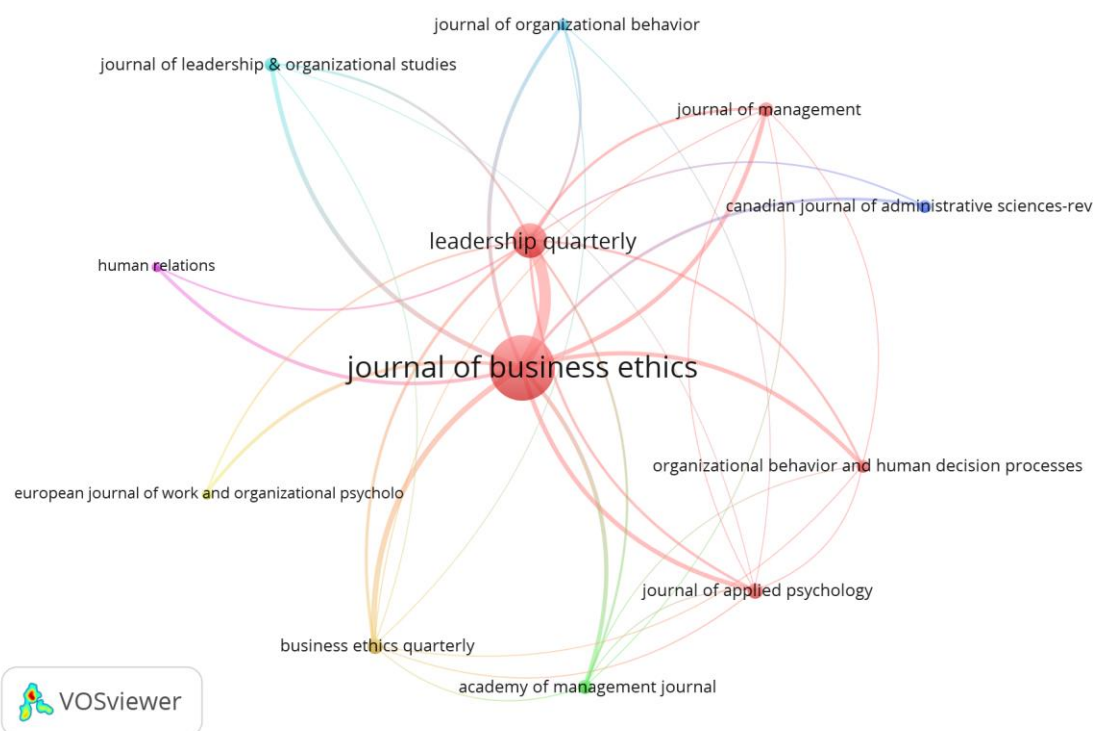 journal of organizational behavior
journal of leadership & organizational studies
journal of management
canadian journal of administrative sciences-rev
leadership quarterly
human relations
journal of business ethics
organizational behavior and human decision processes
european journal of work and organizational psycholo
journal of applied psychology
business ethics quarterly
academy of management journal
VOSviewer